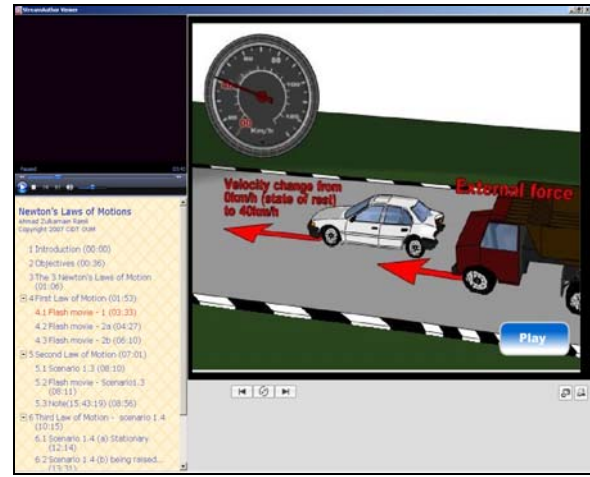 StreamAuthor Viewer
Paused
Newton's Laws of Motions
Ahmad Zulkarnain Ramli
Copyright 2007 CIDT OUM
1 Introduction (00:00)
2 Objectives (00:36)
3 The 3 Newton's Laws of Motion
(01:06)
4 First Law of Motion (01:53)
4.1 Flash movie - 1 (03:33)
4.2 Flash movie - 2a (04:27)
4.3 Flash movie - 2b (06:10)
5 Second Law of Motion (07:01)
5.1 Scenario 1.3 (08:10)
5.2 Flash movie - Scenario1.3
(08:11)
5.3 Note(15:43:19) (08:56)
6 Third Law of Motion - scenario 1.4
(10:15)
6.1 Scenario 1.4 (a) Stationary
(12:14)
6.2 Scenario 1.4 (b) being raised...
(13:31)
Km/h
Velocity change from
0km/h (state of rest)
to 40km/h
External force
Play